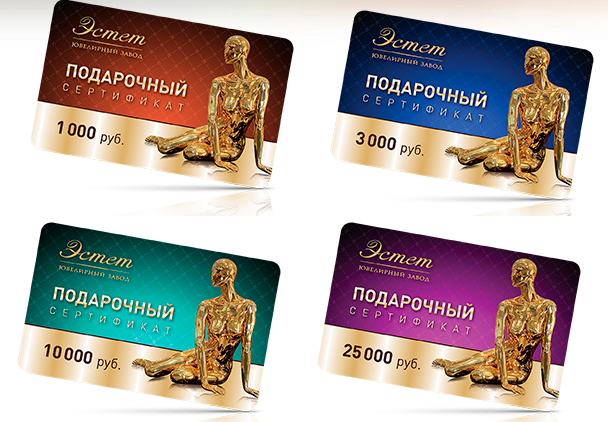 Эстет
ЮВЕЛИРНЫЙ ЗАВОД
ПОДАРОЧНЫЙ
СЕРТИФИКАТ
1 000 руб.
Эстет
ЮВЕЛИРНЫЙ ЗАВОД
ПОДАРОЧНЫЙ
СЕРТИФИКАТ
3 000 руб.
Эстет
ЮВЕЛИРНЫЙ ЗАВОД
ПОДАРОЧНЫЙ
СЕРТИФИКАТ
10 000 руб.
Эстет
ЮВЕЛИРНЫЙ ЗАВОД
ПОДАРОЧНЫЙ
СЕРТИФИКАТ
25 000 руб.